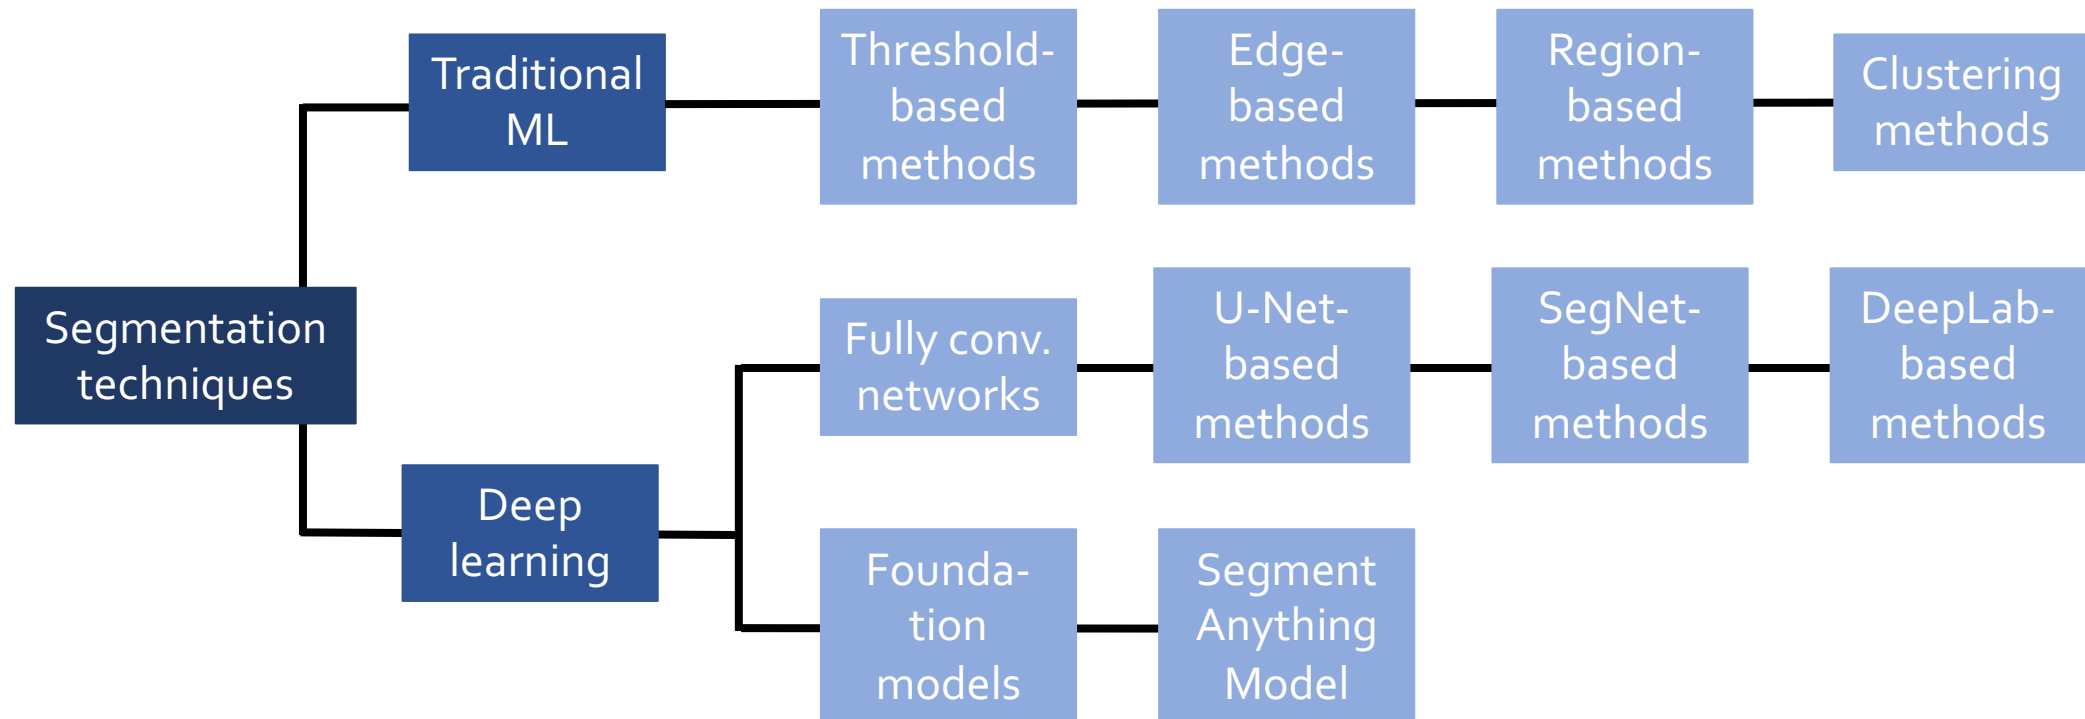 Segmentation
techniques
Traditional
ML
Threshold-
based
methods
Edge-
based
methods
Region-
based
methods
Clustering
methods
Deep
learning
Fully conv.
networks
U-Net-
based
methods
SegNet-
based
methods
DeepLab-
based
methods
Founda-
tion
models
Segment
Anything
Model